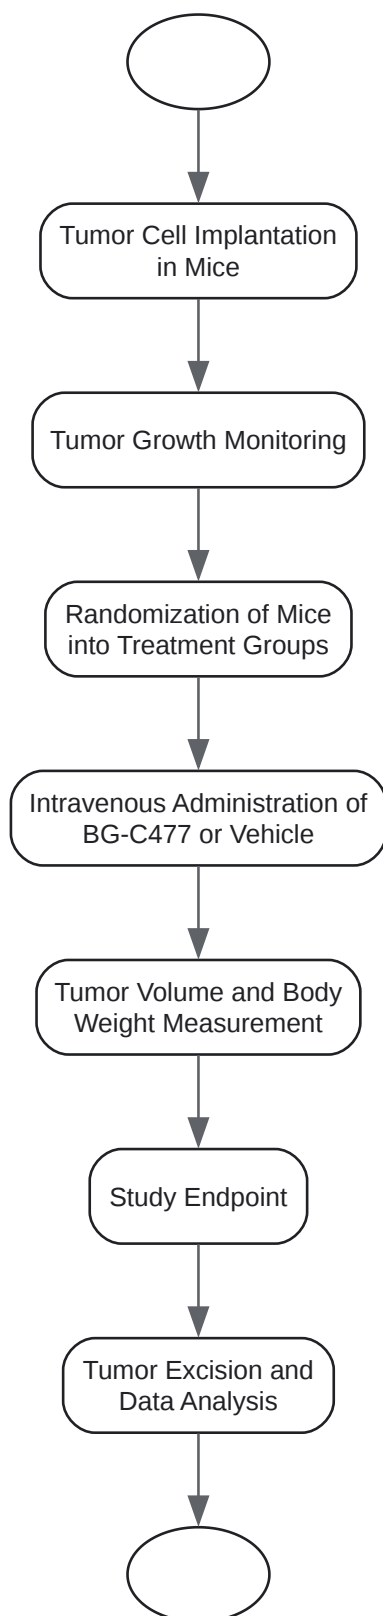 Tumor Cell Implantation
in Mice
Tumor Growth Monitoring
Randomization of Mice
into Treatment Groups
Intravenous Administration of
BG-C477 or Vehicle
Tumor Volume and Body
Weight Measurement
Study Endpoint
Tumor Excision and
Data Analysis